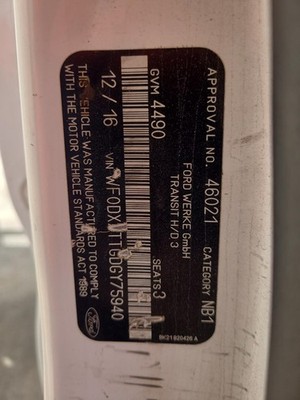 APPROVAL NO. 46021 CATEGORY NB1
FORD WERKE GmbH
TRANSIT H/D 3
GVM 4490 SEATS 3
12 / 16
THIS VEHICLE WAS MANUFACTURED TO COMPLY
WITH THE MOTOR VEHICLE STANDARDS ACT 1989
Ford